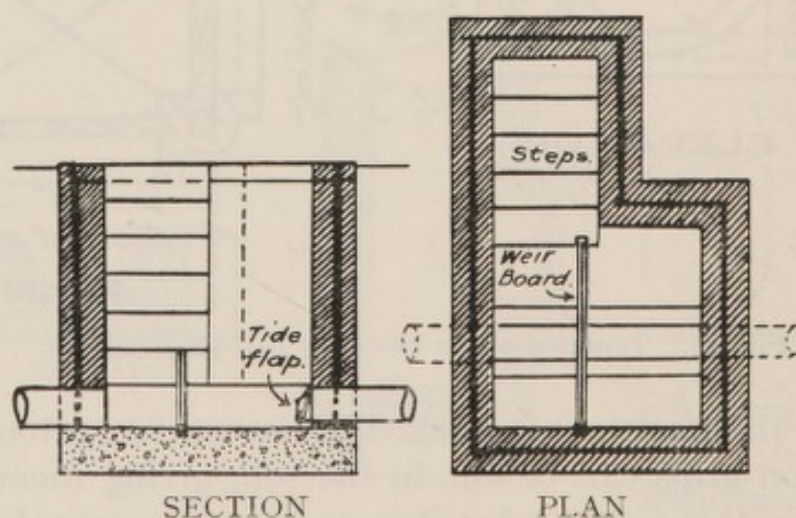 Tide
flap.
SECTION
Steps.
Weir
Board.
PLAN